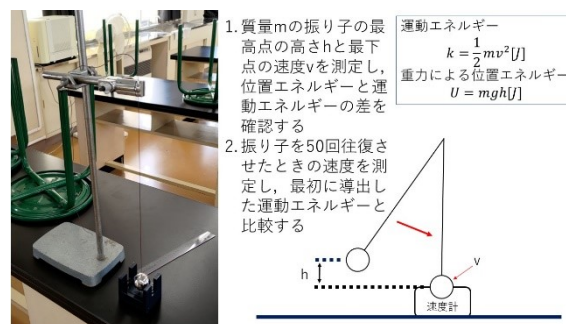 1. 質量mの振り子の最
高点の高さhと最下
点の速度vを測定し，
位置エネルギーと運
動エネルギーの差を
確認する
2. 振り子を50回往復さ
せたときの速度を測
定し，最初に導出し
た運動エネルギーと
比較する
運動エネルギー
k = 1/2 mv²[J]
重力による位置エネルギー
U = mgh[J]
h
v
速度計